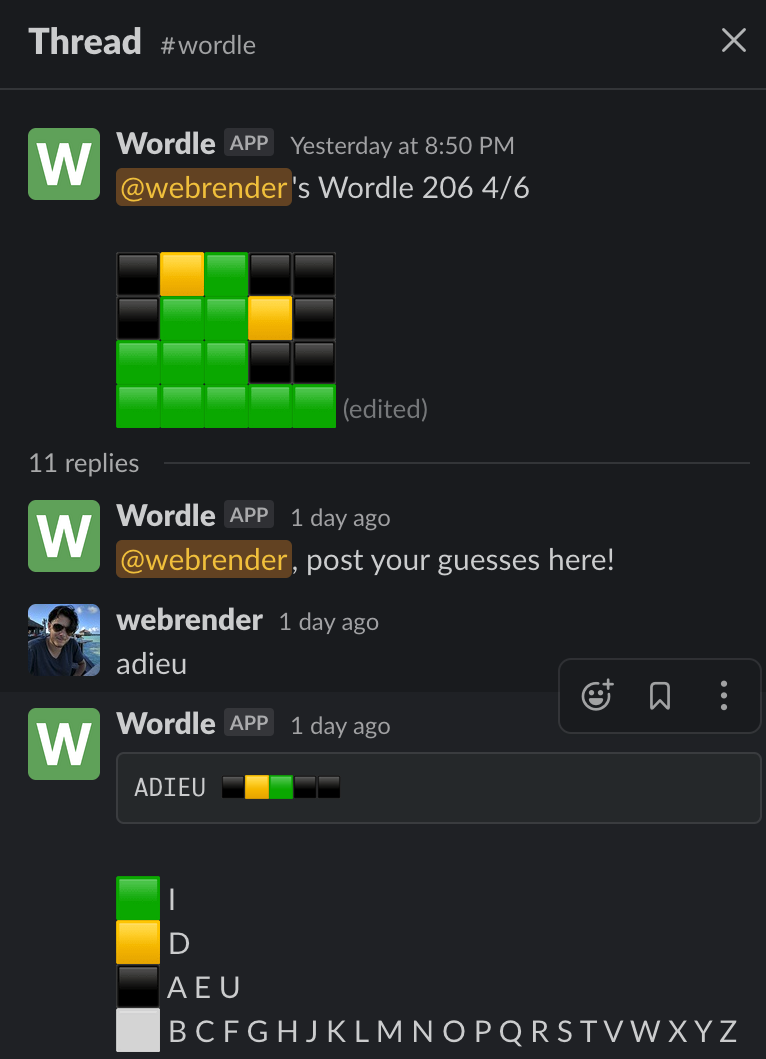 Thread #wordle
W
Wordle APP Yesterday at 8:50 PM
@webrender's Wordle 206 4/6
(edited)
11 replies
W
Wordle APP 1 day ago
@webrender, post your guesses here!
webrender 1 day ago
adieu
W
Wordle APP 1 day ago
ADIEU
I
D
A E U
B C F G H J K L M N O P Q R S T V W X Y Z